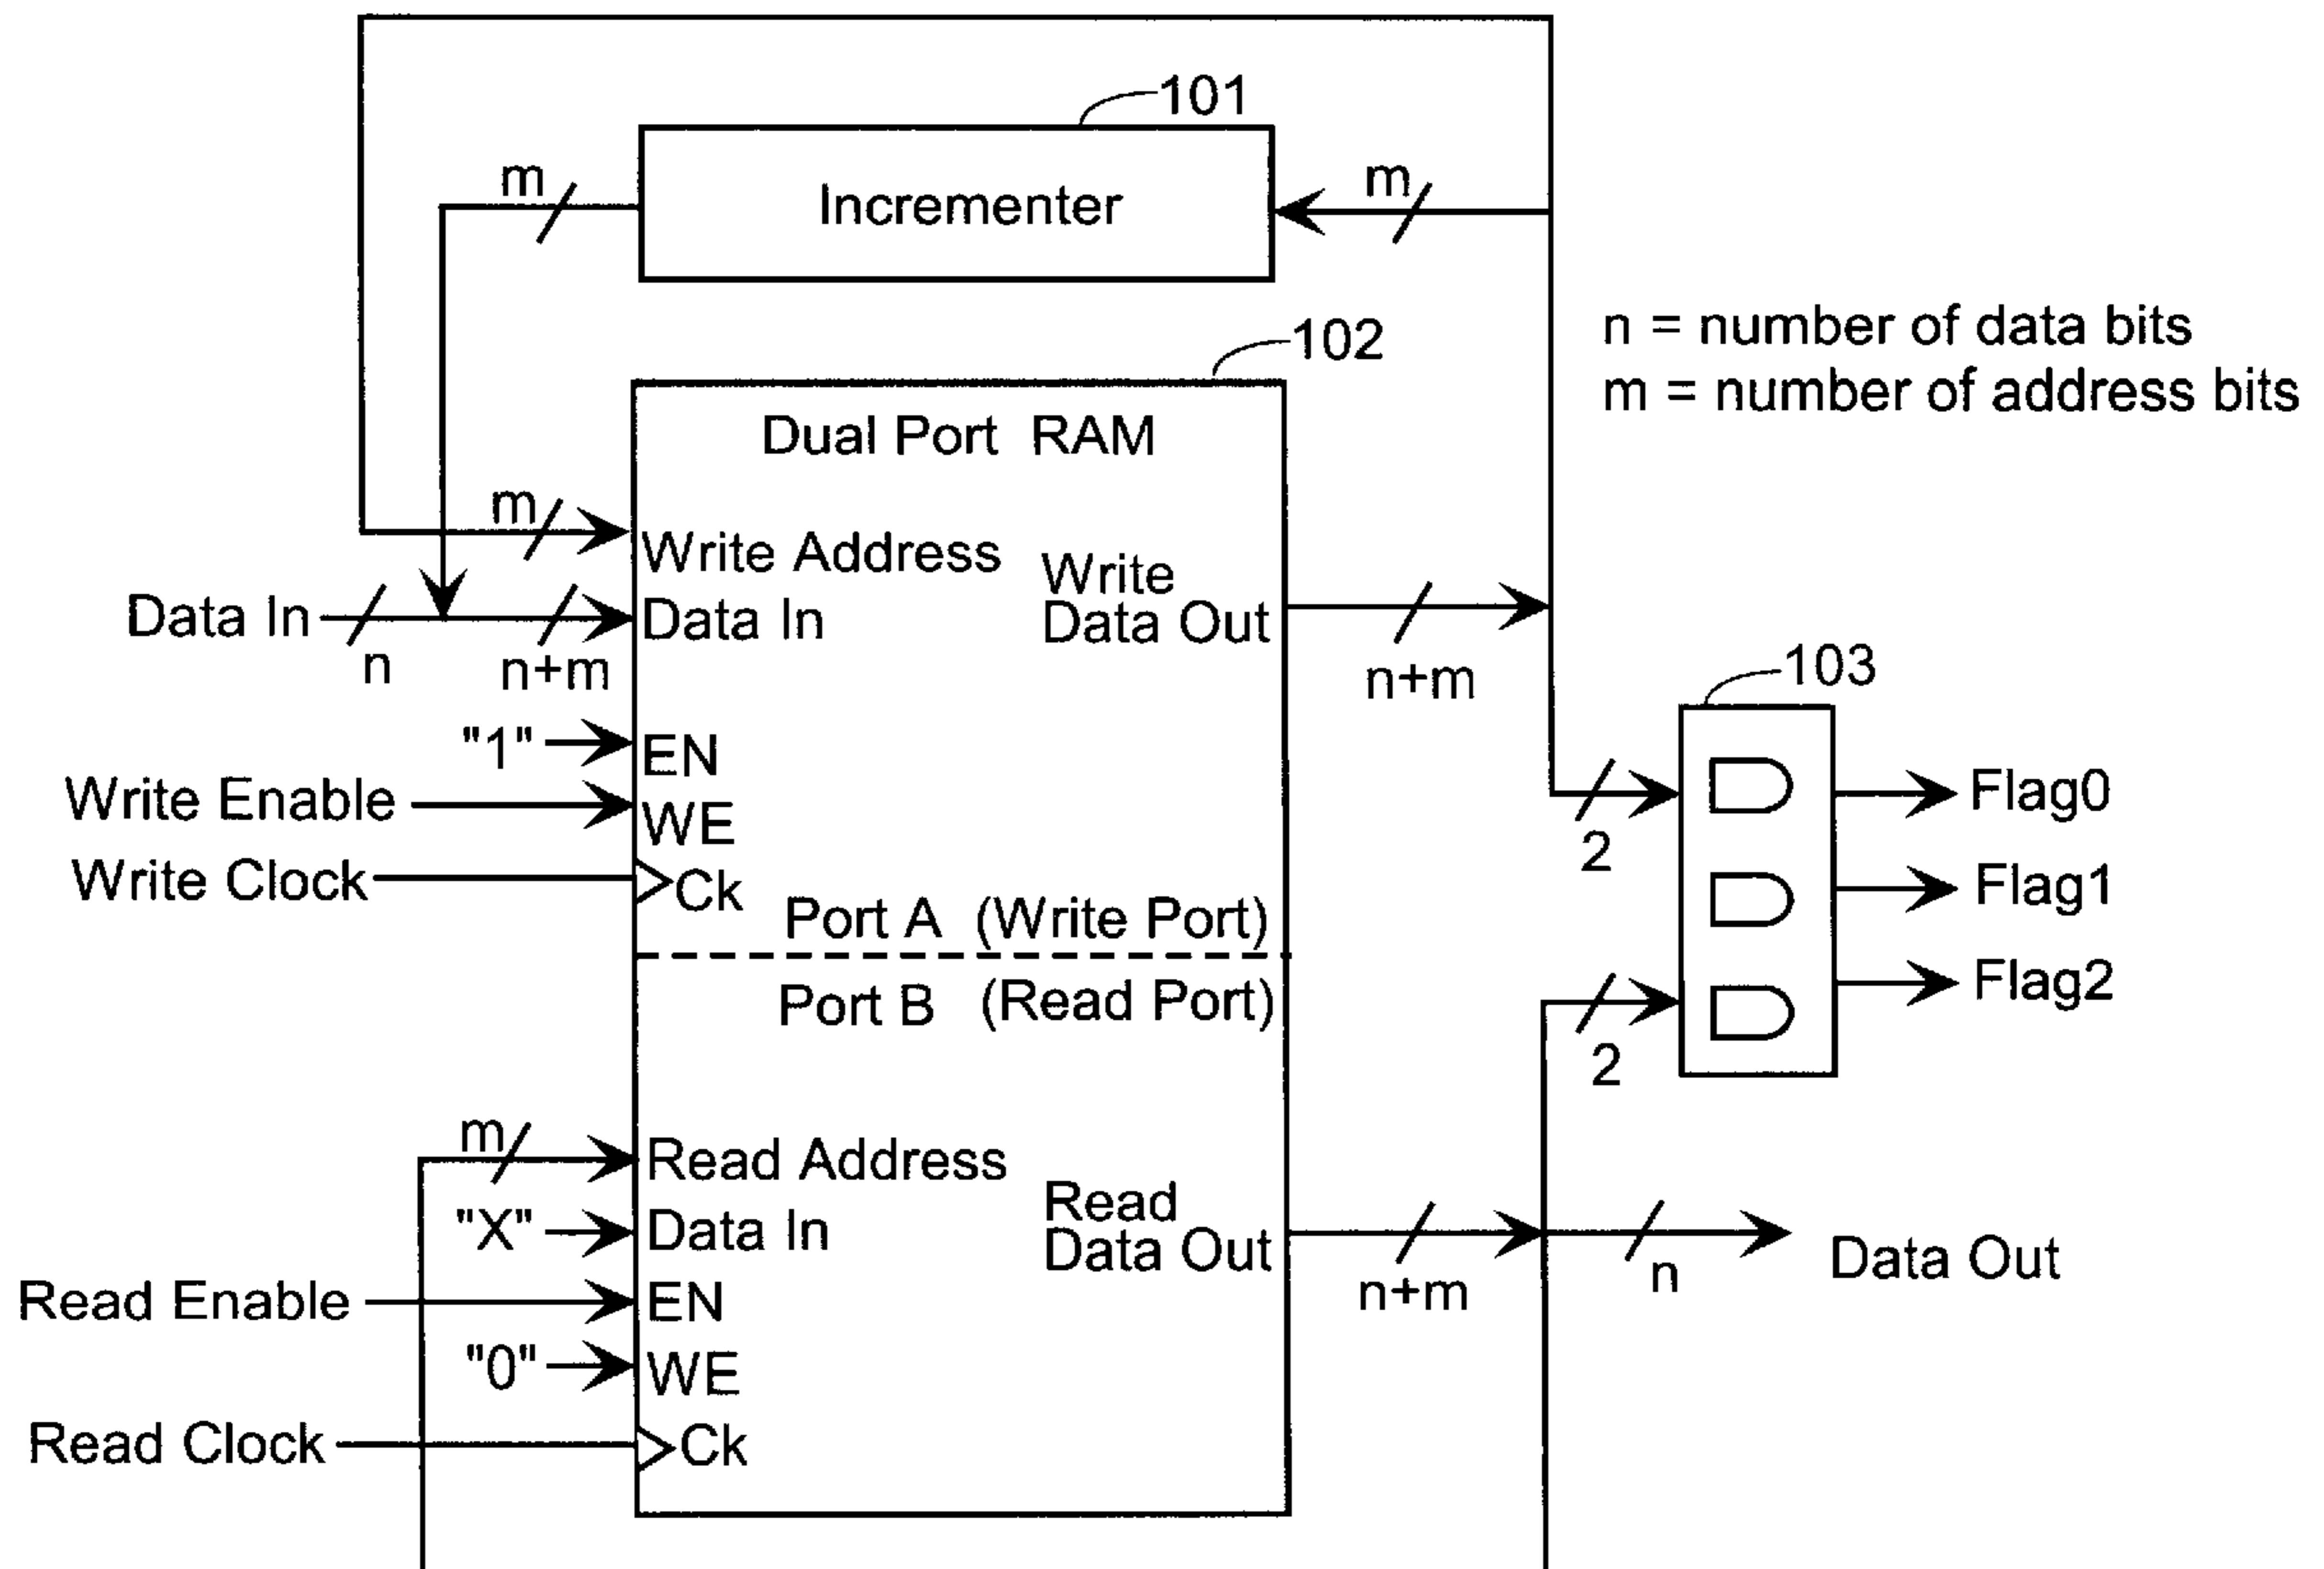 101
m
m
Incrementer
n = number of data bits
102
m = number of address bits
Dual Port RAM
m
Write Address
Write
Data Out
Data In
Data In
n
n+m
n+m
103
"1"
EN
Flag0
Write Enable
WE
2
Write Clock
Ck
Flag1
Port A (Write Port)
Port B (Read Port)
Flag2
2
m
Read Address
Read
Data Out
"X"
Data In
n+m
n
Data Out
Read Enable
EN
"0"
WE
Read Clock
Ck